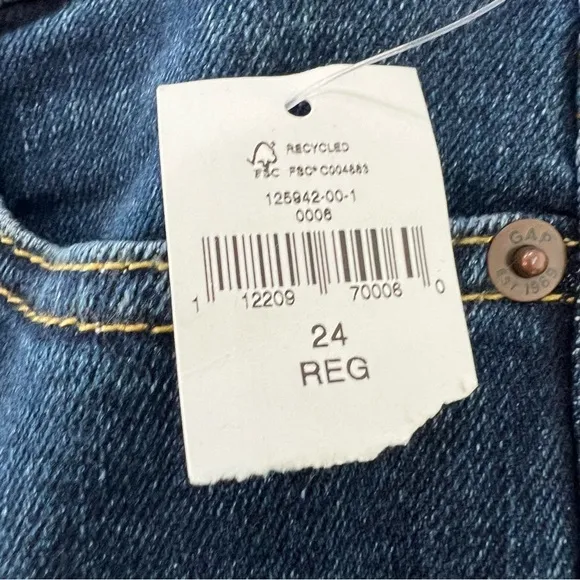 RECYCLED
FSC FSC® C004883
125942-00-1
0006
1 12209 70006 0
24
REG
GAP
EST 1969